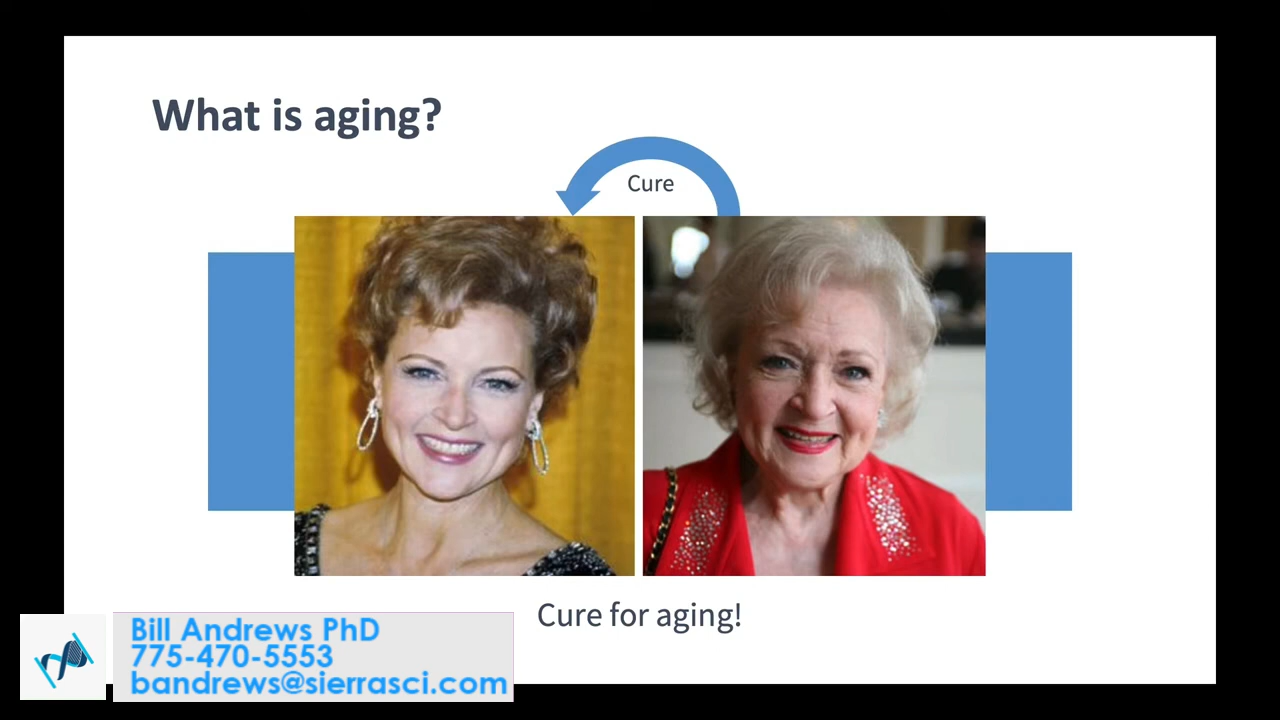 What is aging?
Cure
Cure for aging!
Bill Andrews PhD
775-470-5553
bandrews@sierrasci.com